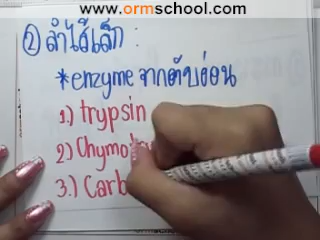 www.ormschool.com
② ลำไส้เล็ก :
*enzyme จากตับอ่อน
1.) trypsin
2.) Chymo
3.) Carb